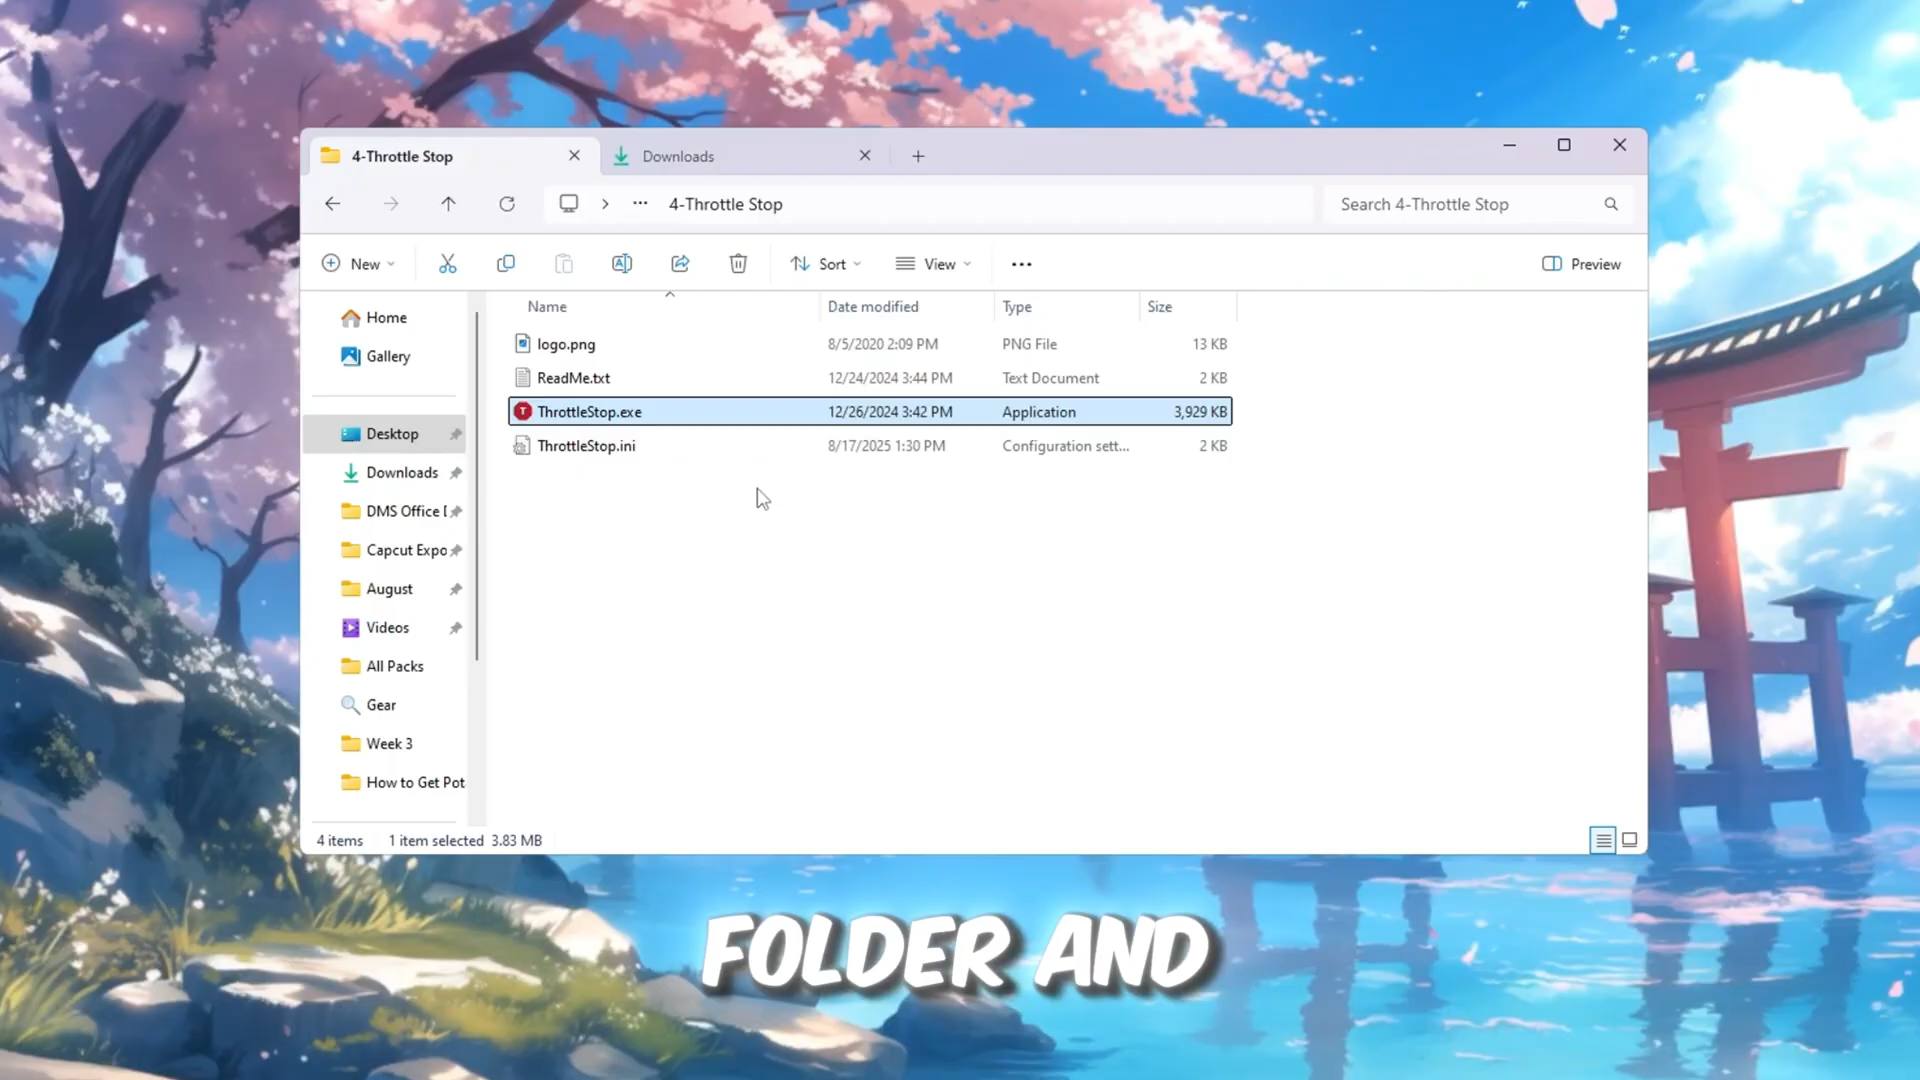 4-Throttle Stop
Downloads
4-Throttle Stop
Search 4-Throttle Stop
New
Sort
View
Preview
Home
Gallery
Desktop
Downloads
DMS Office [
Capcut Expo
August
Videos
All Packs
Gear
Week 3
How to Get Pot
Name Date modified Type Size
logo.png 8/5/2020 2:09 PM PNG File 13 KB
ReadMe.txt 12/24/2024 3:44 PM Text Document 2 KB
T ThrottleStop.exe 12/26/2024 3:42 PM Application 3,929 KB
ThrottleStop.ini 8/17/2025 1:30 PM Configuration sett... 2 KB
4 items 1 item selected 3.83 MB
FOLDER AND